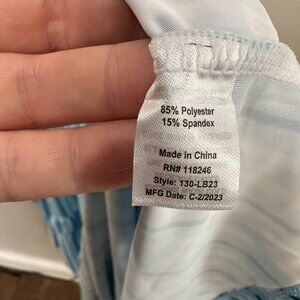 85% Polyester
15% Spandex
Made in China
RN# 118246
Style: 130-LB23
MFG Date: C-2/2023